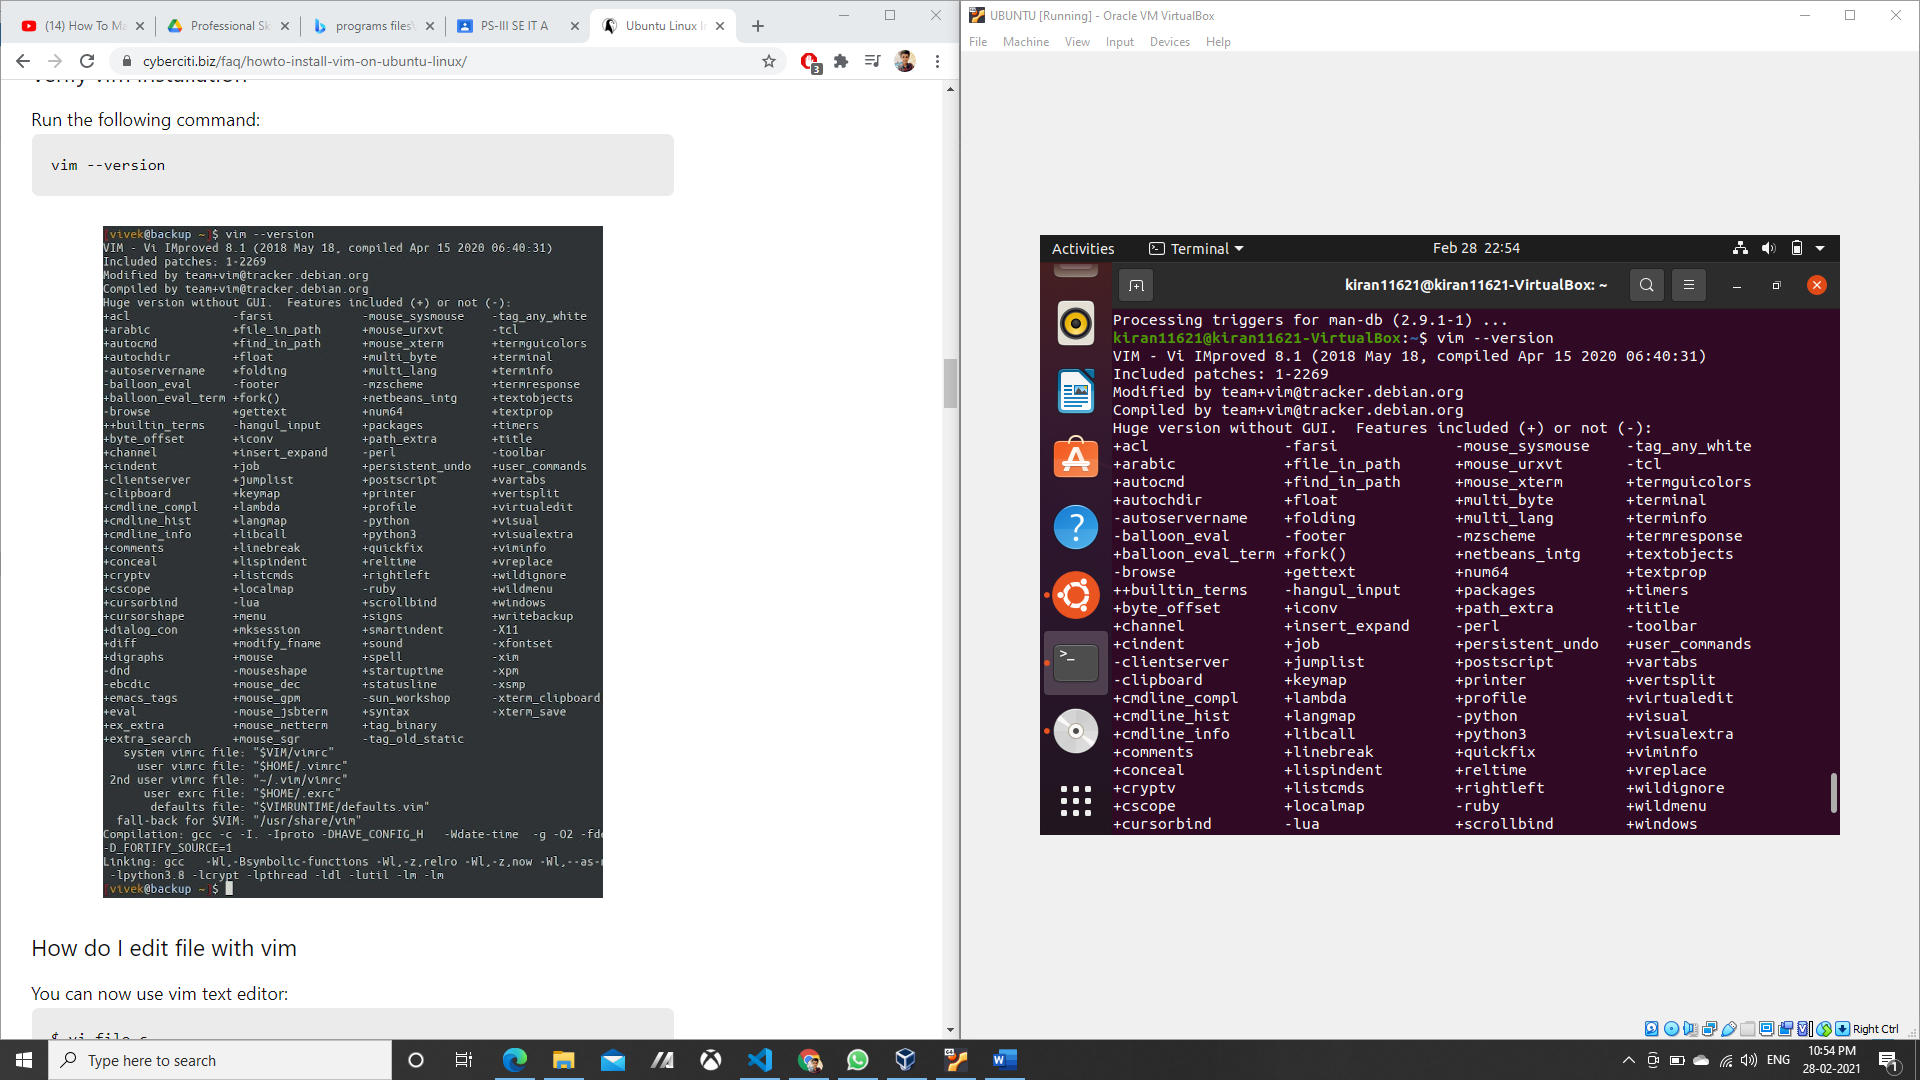 (14) How To Ma
Professional Sk
programs files\
PS-III SE IT A
Ubuntu Linux In
cyberciti.biz/faq/howto-install-vim-on-ubuntu-linux/
3
Run the following command:
vim --version
[vivek@backup ~]$ vim --version
VIM - Vi IMproved 8.1 (2018 May 18, compiled Apr 15 2020 06:40:31)
Included patches: 1-2269
Modified by team+vim@tracker.debian.org
Compiled by team+vim@tracker.debian.org
Huge version without GUI.  Features included (+) or not (-):
+acl -farsi -mouse_sysmouse -tag_any_white
+arabic +file_in_path +mouse_urxvt -tcl
+autocmd +find_in_path +mouse_xterm +termguicolors
+autochdir +float +multi_byte +terminal
-autoservername +folding +multi_lang +terminfo
-balloon_eval -footer -mzscheme +termresponse
+balloon_eval_term +fork() +netbeans_intg +textobjects
-browse +gettext +num64 +textprop
++builtin_terms -hangul_input +packages +timers
+byte_offset +iconv +path_extra +title
+channel +insert_expand -perl -toolbar
+cindent +job +persistent_undo +user_commands
-clientserver +jumplist +postscript +vartabs
-clipboard +keymap +printer +vertsplit
+cmdline_compl +lambda +profile +virtualedit
+cmdline_hist +langmap -python +visual
+cmdline_info +libcall +python3 +visualextra
+comments +linebreak +quickfix +viminfo
+conceal +lispindent +reltime +vreplace
+cryptv +listcmds +rightleft +wildignore
+cscope +localmap -ruby +wildmenu
+cursorbind -lua +scrollbind +windows
+cursorshape +menu +signs +writebackup
+dialog_con +mksession +smartindent -X11
+diff +modify_fname +sound -xfontset
+digraphs +mouse +spell -xim
-dnd -mouseshape +startuptime -xpm
-ebcdic +mouse_dec +statusline -xsmp
+emacs_tags +mouse_gpm -sun_workshop -xterm_clipboard
+eval -mouse_jsbterm +syntax -xterm_save
+ex_extra +mouse_netterm +tag_binary
+extra_search +mouse_sgr -tag_old_static
system vimrc file: "$VIM/vimrc"
user vimrc file: "$HOME/.vimrc"
2nd user vimrc file: "~/.vim/vimrc"
user exrc file: "$HOME/.exrc"
defaults file: "$VIMRUNTIME/defaults.vim"
fall-back for $VIM: "/usr/share/vim"
Compilation: gcc -c -I. -Iproto -DHAVE_CONFIG_H   -Wdate-time  -g -O2 -fde
-D_FORTIFY_SOURCE=1
Linking: gcc   -Wl,-Bsymbolic-functions -Wl,-z,relro -Wl,-z,now -Wl,--as-n
-lpython3.8 -lcrypt -lpthread -ldl -lutil -lm -lm
[vivek@backup ~]$
How do I edit file with vim
You can now use vim text editor:
$ vi file.c
UBUNTU [Running] - Oracle VM VirtualBox
File Machine View Input Devices Help
Activities Terminal Feb 28 22:54
kiran11621@kiran11621-VirtualBox: ~
Processing triggers for man-db (2.9.1-1) ...
kiran11621@kiran11621-VirtualBox:~$ vim --version
VIM - Vi IMproved 8.1 (2018 May 18, compiled Apr 15 2020 06:40:31)
Included patches: 1-2269
Modified by team+vim@tracker.debian.org
Compiled by team+vim@tracker.debian.org
Huge version without GUI.  Features included (+) or not (-):
+acl -farsi -mouse_sysmouse -tag_any_white
+arabic +file_in_path +mouse_urxvt -tcl
+autocmd +find_in_path +mouse_xterm +termguicolors
+autochdir +float +multi_byte +terminal
-autoservername +folding +multi_lang +terminfo
-balloon_eval -footer -mzscheme +termresponse
+balloon_eval_term +fork() +netbeans_intg +textobjects
-browse +gettext +num64 +textprop
++builtin_terms -hangul_input +packages +timers
+byte_offset +iconv +path_extra +title
+channel +insert_expand -perl -toolbar
+cindent +job +persistent_undo +user_commands
-clientserver +jumplist +postscript +vartabs
-clipboard +keymap +printer +vertsplit
+cmdline_compl +lambda +profile +virtualedit
+cmdline_hist +langmap -python +visual
+cmdline_info +libcall +python3 +visualextra
+comments +linebreak +quickfix +viminfo
+conceal +lispindent +reltime +vreplace
+cryptv +listcmds +rightleft +wildignore
+cscope +localmap -ruby +wildmenu
+cursorbind -lua +scrollbind +windows
Right Ctrl
Type here to search
ENG
10:54 PM
28-02-2021
1